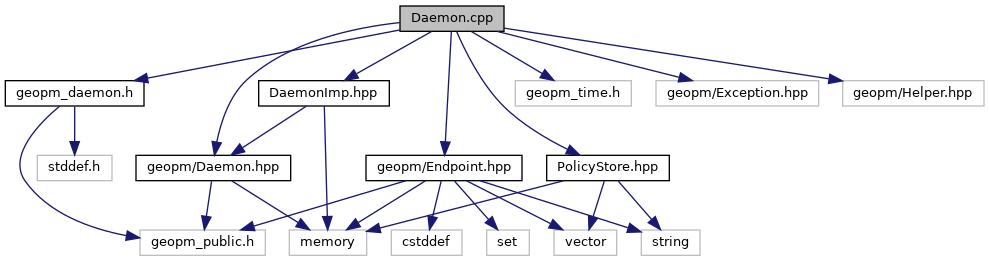 Daemon.cpp
geopm_daemon.h
DaemonImp.hpp
geopm_time.h
geopm/Exception.hpp
geopm/Helper.hpp
stddef.h
geopm/Daemon.hpp
geopm/Endpoint.hpp
PolicyStore.hpp
geopm_public.h
memory
cstddef
set
vector
string